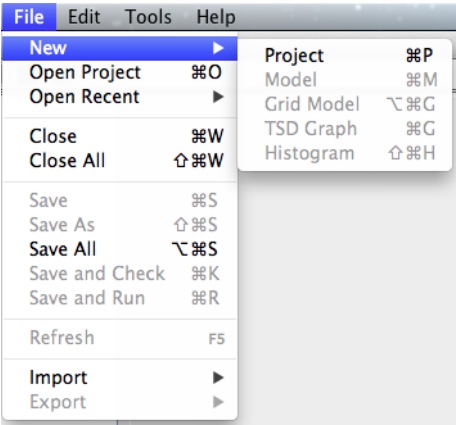 File Edit Tools Help
New ▶
Open Project ⌘O
Open Recent ▶
Close ⌘W
Close All ⇧⌘W
Save ⌘S
Save As ⇧⌘S
Save All ⌥⌘S
Save and Check ⌘K
Save and Run ⌘R
Refresh F5
Import ▶
Export ▶
Project ⌘P
Model ⌘M
Grid Model ⌥⌘G
TSD Graph ⌘G
Histogram ⇧⌘H